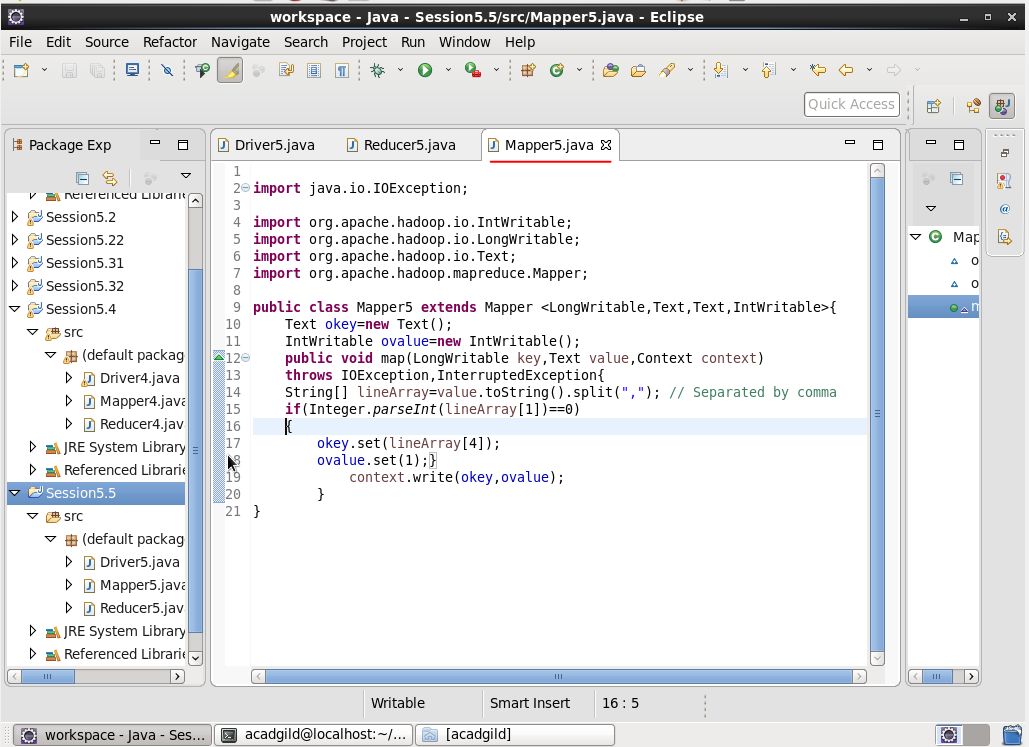 workspace - Java - Session5.5/src/Mapper5.java - Eclipse
File Edit Source Refactor Navigate Search Project Run Window Help
Quick Access
Package Exp
Driver5.java Reducer5.java Mapper5.java
Referenced Librarie
Session5.2
Session5.22
Session5.31
Session5.32
Session5.4
src
(default packag
Driver4.java
Mapper4.java
Reducer4.jav
JRE System Library
Referenced Librarie
Session5.5
src
(default packag
Driver5.java
Mapper5.java
Reducer5.jav
JRE System Library
Referenced Librarie
1
2 import java.io.IOException;
3
4 import org.apache.hadoop.io.IntWritable;
5 import org.apache.hadoop.io.LongWritable;
6 import org.apache.hadoop.io.Text;
7 import org.apache.hadoop.mapreduce.Mapper;
8
9 public class Mapper5 extends Mapper <LongWritable,Text,Text,IntWritable>{
10 Text okey=new Text();
11 IntWritable ovalue=new IntWritable();
12 public void map(LongWritable key,Text value,Context context)
13 throws IOException,InterruptedException{
14 String[] lineArray=value.toString().split(","); // Separated by comma
15 if(Integer.parseInt(lineArray[1])==0)
16 {
17 okey.set(lineArray[4]);
18 ovalue.set(1);}
19 context.write(okey,ovalue);
20 }
21 }
Map
o
o
m
Writable Smart Insert 16 : 5
workspace - Java - Ses... acadgild@localhost:~/... [acadgild]